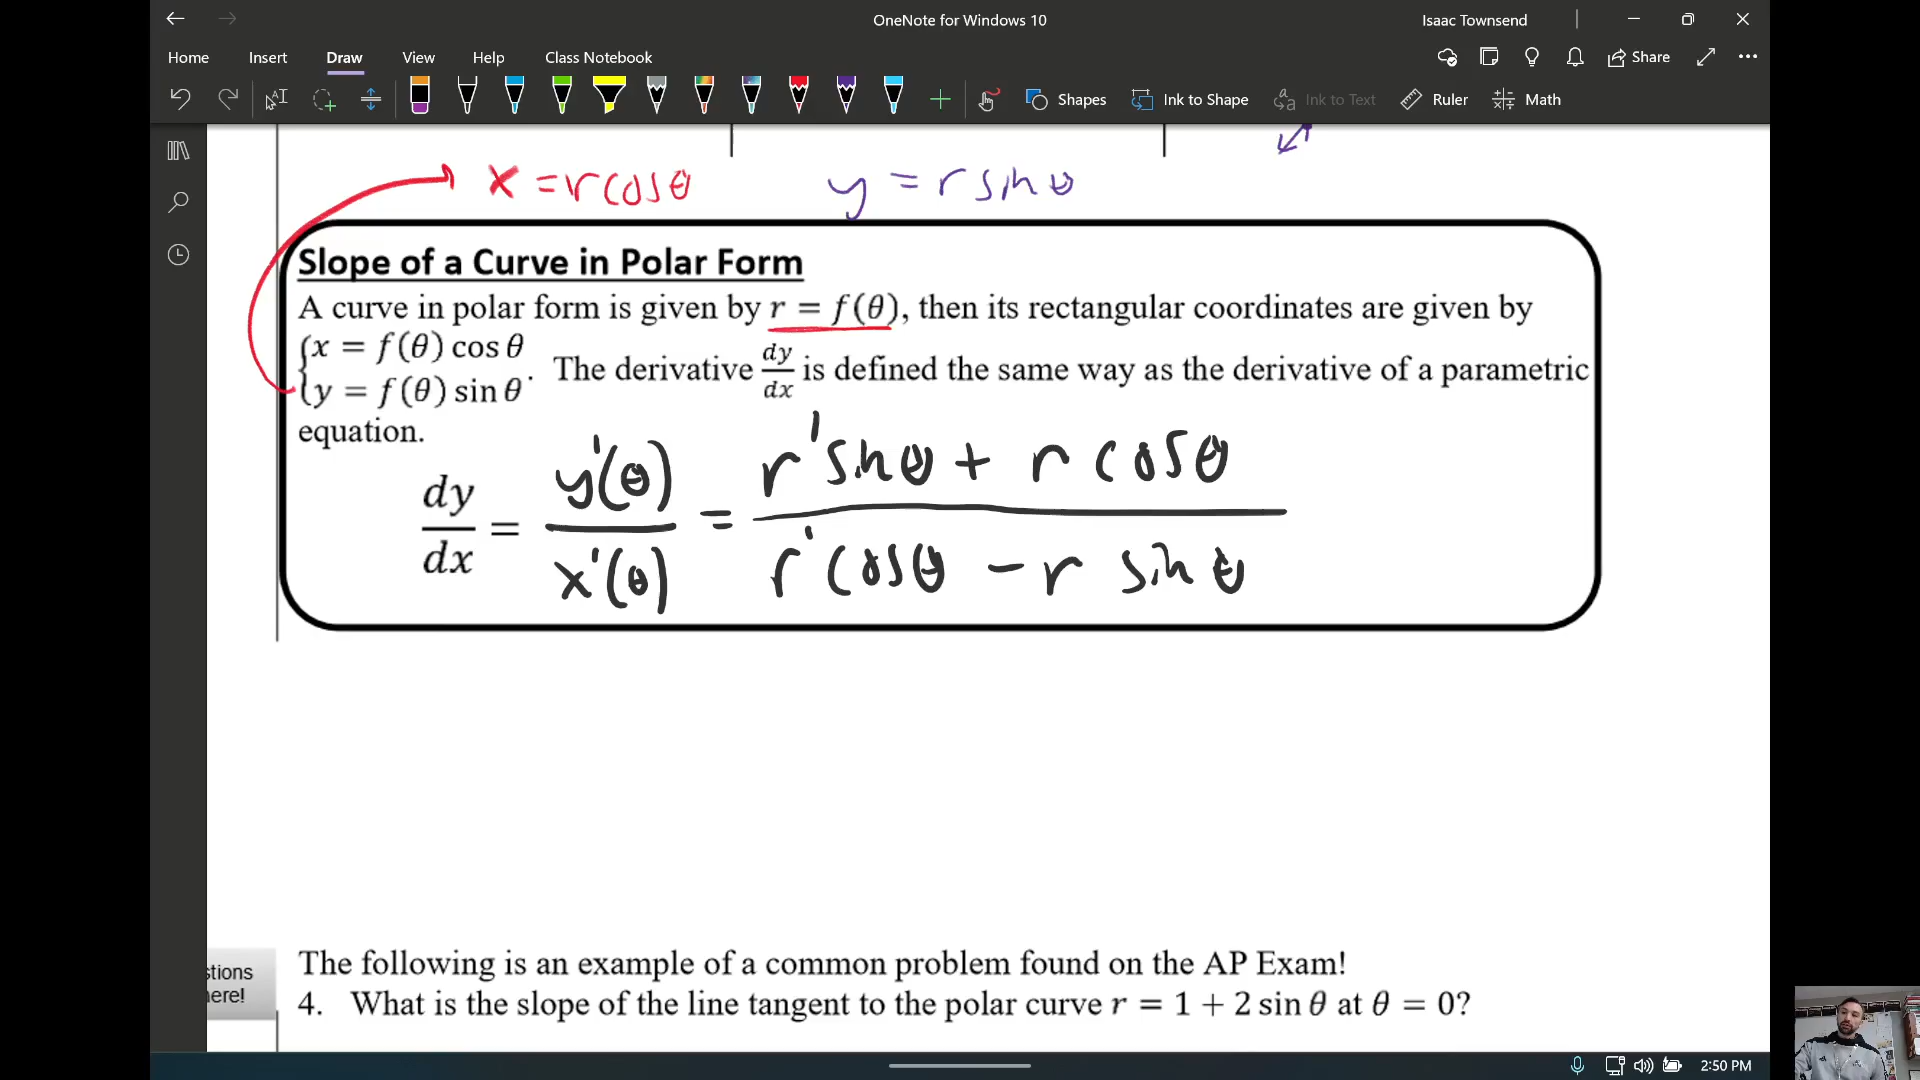 OneNote for Windows 10
Isaac Townsend
Home Insert Draw View Help Class Notebook
Share
Shapes Ink to Shape Ink to Text Ruler Math
x = r cos θ y = r sin θ
Slope of a Curve in Polar Form
A curve in polar form is given by r = f(θ), then its rectangular coordinates are given by
{x = f(θ) cos θ
y = f(θ) sin θ. The derivative dy/dx is defined the same way as the derivative of a parametric
equation.
dy/dx = y'(θ)/x'(θ) = (r' sin θ + r cos θ)/(r' cos θ - r sin θ)
stions
ere!
The following is an example of a common problem found on the AP Exam!
4. What is the slope of the line tangent to the polar curve r = 1 + 2 sin θ at θ = 0?
2:50 PM